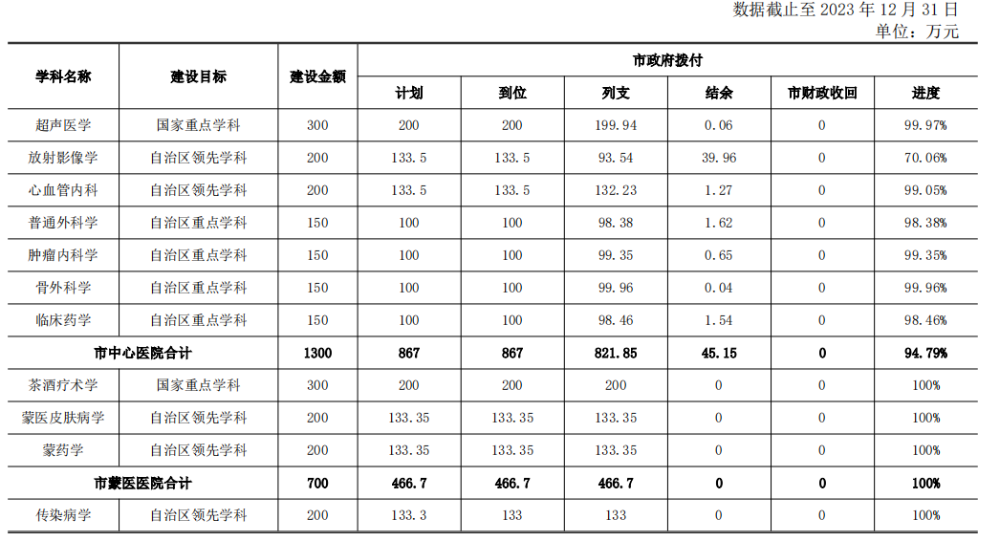 数据截止至 2023 年 12 月 31 日
单位：万元
学科名称 建设目标 建设金额 市政府拨付
计划 到位 列支 结余 市财政收回 进度
超声医学 国家重点学科 300 200 200 199.94 0.06 0 99.97%
放射影像学 自治区领先学科 200 133.5 133.5 93.54 39.96 0 70.06%
心血管内科 自治区领先学科 200 133.5 133.5 132.23 1.27 0 99.05%
普通外科学 自治区重点学科 150 100 100 98.38 1.62 0 98.38%
肿瘤内科学 自治区重点学科 150 100 100 99.35 0.65 0 99.35%
骨外科学 自治区重点学科 150 100 100 99.96 0.04 0 99.96%
临床药学 自治区重点学科 150 100 100 98.46 1.54 0 98.46%
市中心医院合计 1300 867 867 821.85 45.15 0 94.79%
茶酒疗术学 国家重点学科 300 200 200 200 0 0 100%
蒙医皮肤病学 自治区领先学科 200 133.35 133.35 133.35 0 0 100%
蒙药学 自治区领先学科 200 133.35 133.35 133.35 0 0 100%
市蒙医医院合计 700 466.7 466.7 466.7 0 0 100%
传染病学 自治区领先学科 200 133.3 133 133 0 0 100%